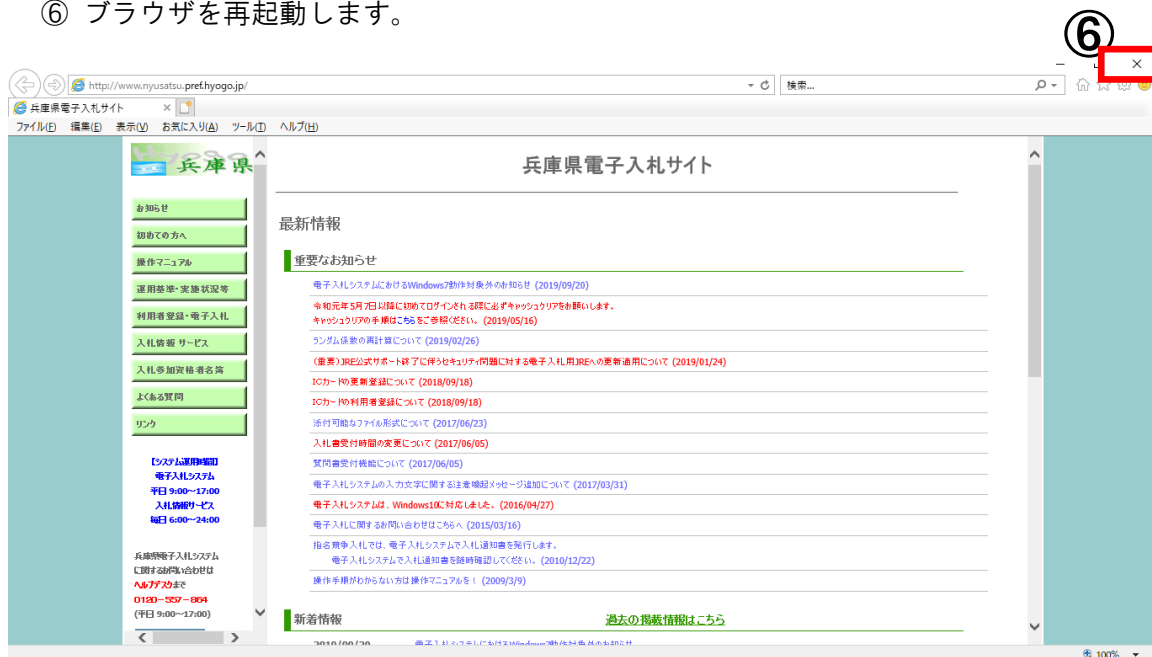 ⑥ ブラウザを再起動します。
⑥
http://www.nyusatsu.pref.hyogo.jp/
検索...
兵庫県電子入札サイト
ファイル(F) 編集(E) 表示(V) お気に入り(A) ツール(T) ヘルプ(H)
兵庫県
兵庫県電子入札サイト
お知らせ
初めての方へ
操作マニュアル
運用基準・実施状況等
利用者登録・電子入札
入札情報サービス
入札参加資格者名簿
よくある質問
リンク
【システム運用時間】
電子入札システム
平日 9:00～17:00
入札情報サービス
毎日 6:00～24:00
兵庫県電子入札システム
に関するお問い合わせは
ヘルプデスクまで
0120-557-864
(平日 9:00～17:00)
最新情報
重要なお知らせ
電子入札システムにおけるWindows7動作対象外のお知らせ (2019/09/20)
令和元年5月7日以降に初めてログインされる際に必ずキャッシュクリアをお願いします。
キャッシュクリアの手順はこちらをご参照ください。(2019/05/16)
ランダム係数の再計算について (2019/02/26)
(重要)JRE公式サポート終了に伴うセキュリティ問題に対する電子入札用JREへの更新適用について (2019/01/24)
ICカードの更新登録について (2018/09/18)
ICカードの利用者登録について (2018/09/18)
添付可能なファイル形式について (2017/06/23)
入札書受付時間の変更について (2017/06/05)
質問書受付機能について (2017/06/05)
電子入札システムの入力文字に関する注意喚起メッセージ追加について (2017/03/31)
電子入札システムは、Windows10に対応しました。(2016/04/27)
電子入札に関するお問い合わせはこちらへ (2015/03/16)
指名競争入札では、電子入札システムで入札通知書を発行します。
電子入札システムで入札通知書を随時確認してください。(2010/12/22)
操作手順がわからない方は操作マニュアルを！ (2009/3/9)
新着情報 過去の掲載情報はこちら
2019/09/20 電子入札システムにおけるWindows7動作対象外のお知らせ
100%